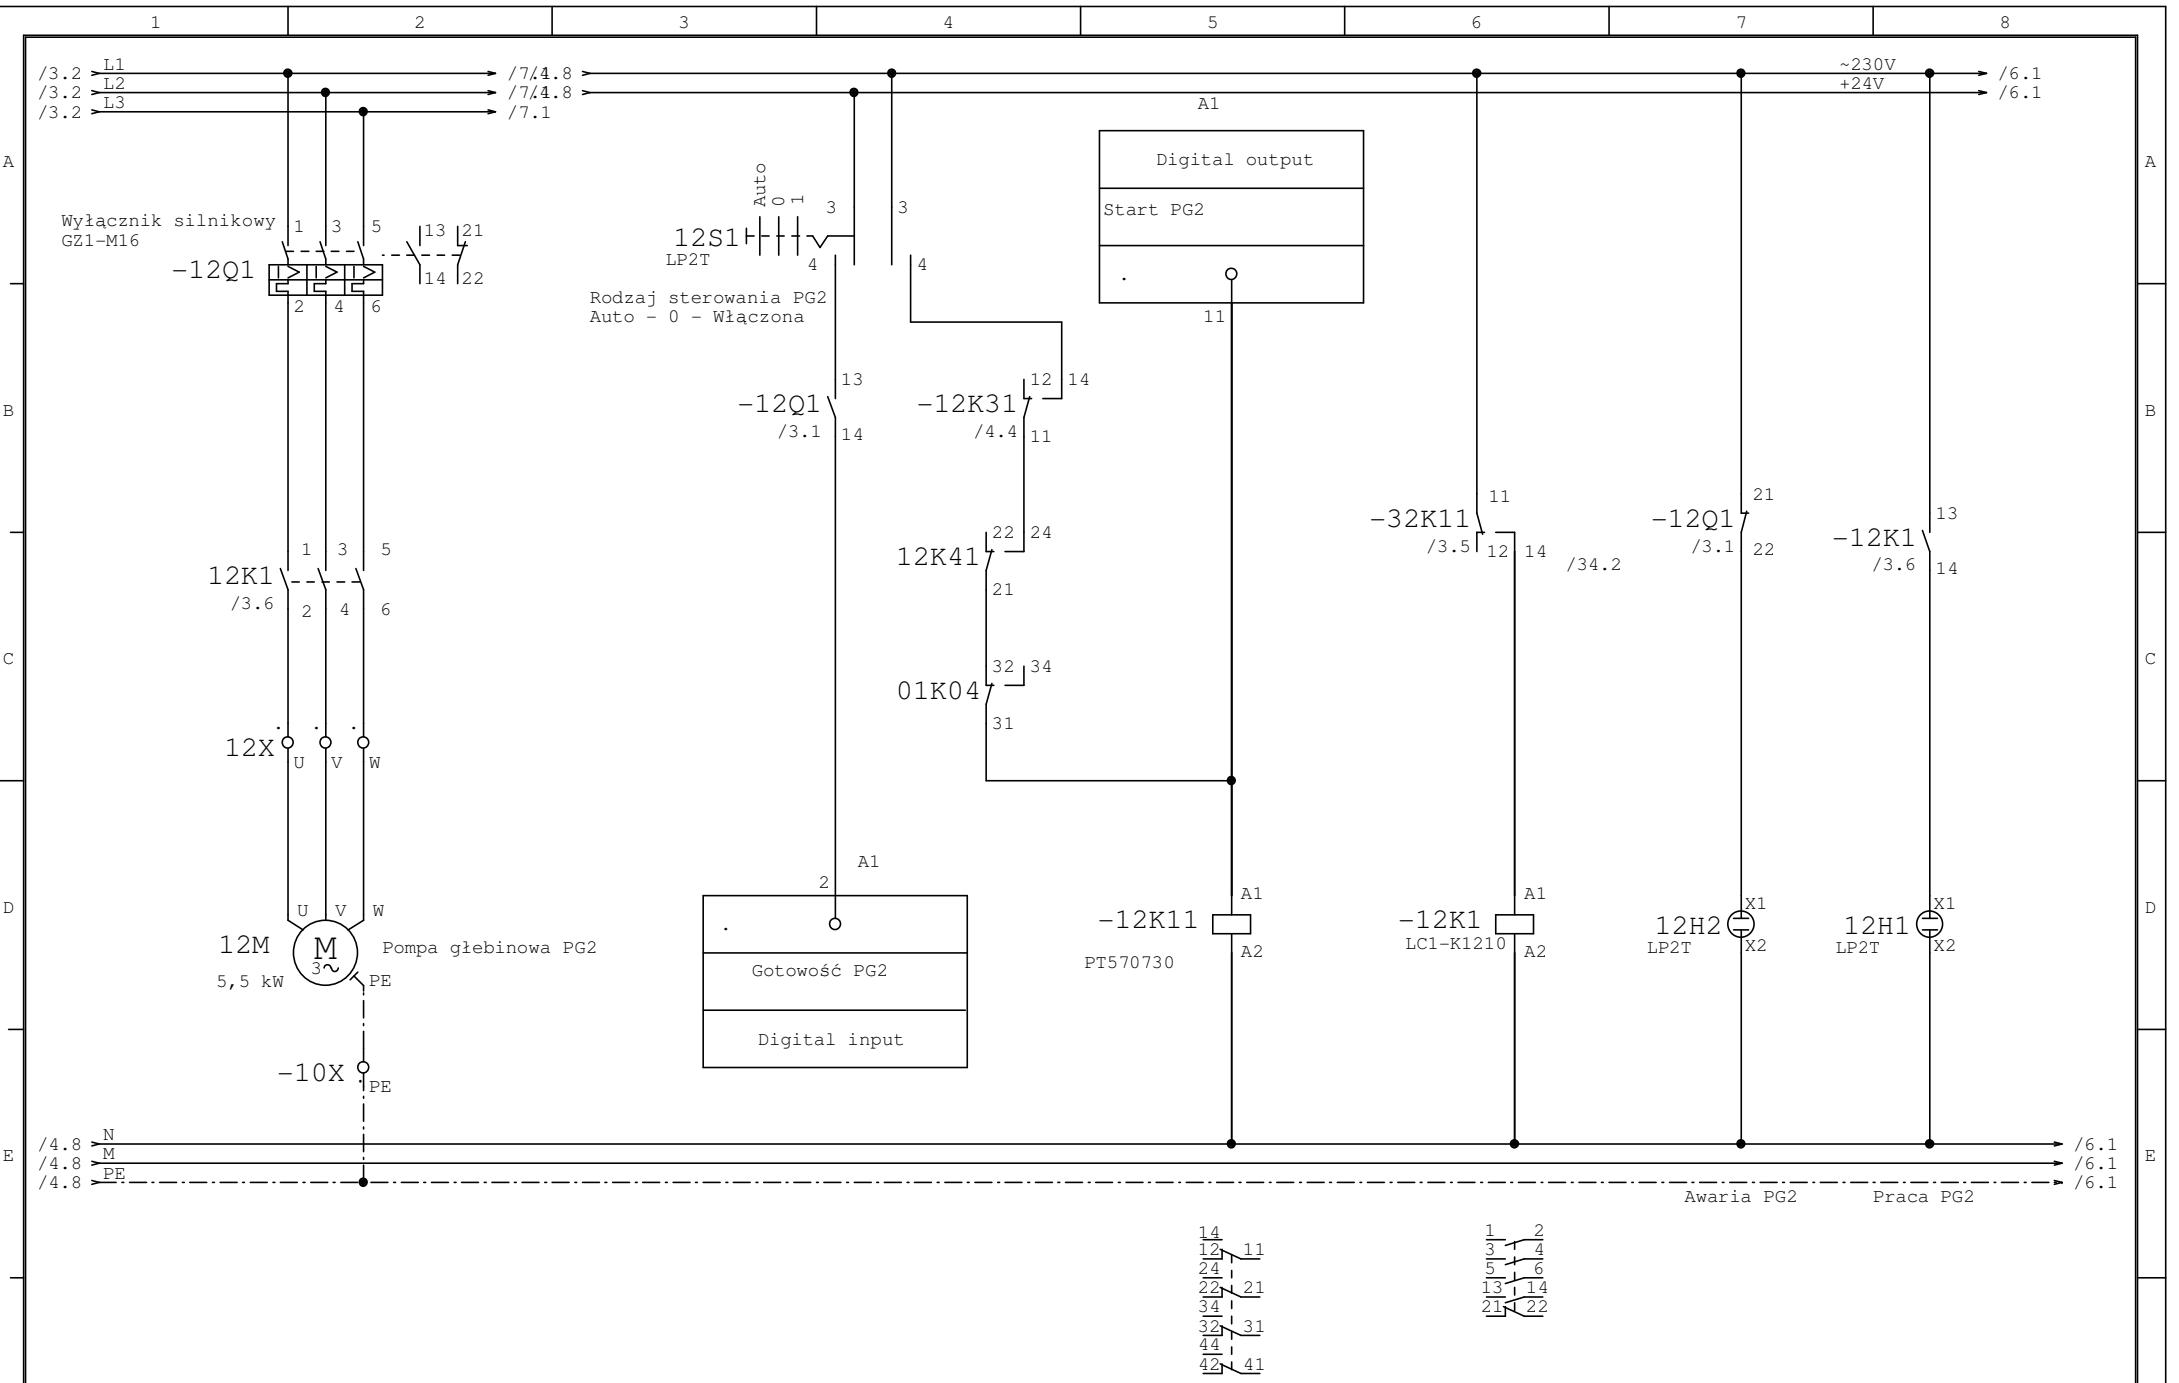 1 2 3 4 5 6 7 8
/3.2 L1 /7.1 /4.8 ~230V /6.1
/3.2 L2 /7.1 /4.8 +24V /6.1
/3.2 L3 /7.1
A1
A A
Digital output
Auto 0 1
Start PG2
3 3
Wyłącznik silnikowy
GZ1-M16
1 3 5
13 21
12S1
LP2T
4 4
-12Q1
14 22
2 4 6
Rodzaj sterowania PG2
Auto - 0 - Włączona
11
B B
13 12 14
-12Q1 -12K31
/3.1 14 /4.4 11
11 21 13
-32K11 -12Q1 -12K1
/3.5 12 14 /34.2
/3.1 22
/3.6 14
22 24
12K41
21
1 3 5
12K1
/3.6 2 4 6
C C
32 34
01K04
31
12X U V W
A1
2
D D
U V W
12M M 3~
5,5 kW
PE
Pompa głębinowa PG2
Gotowość PG2
Digital input
A1 A1 X1 X1
-12K11 -12K1 12H2 12H1
LC1-K1210 LP2T LP2T
A2 A2 X2 X2
PT570730
-10X PE
E E
/4.8 N /6.1
/4.8 M /6.1
/4.8 PE /6.1
Awaria PG2 Praca PG2
14
12 11
24
22 21
34
32 31
44
42 41
1 2
3 4
5 6
13 14
21 22